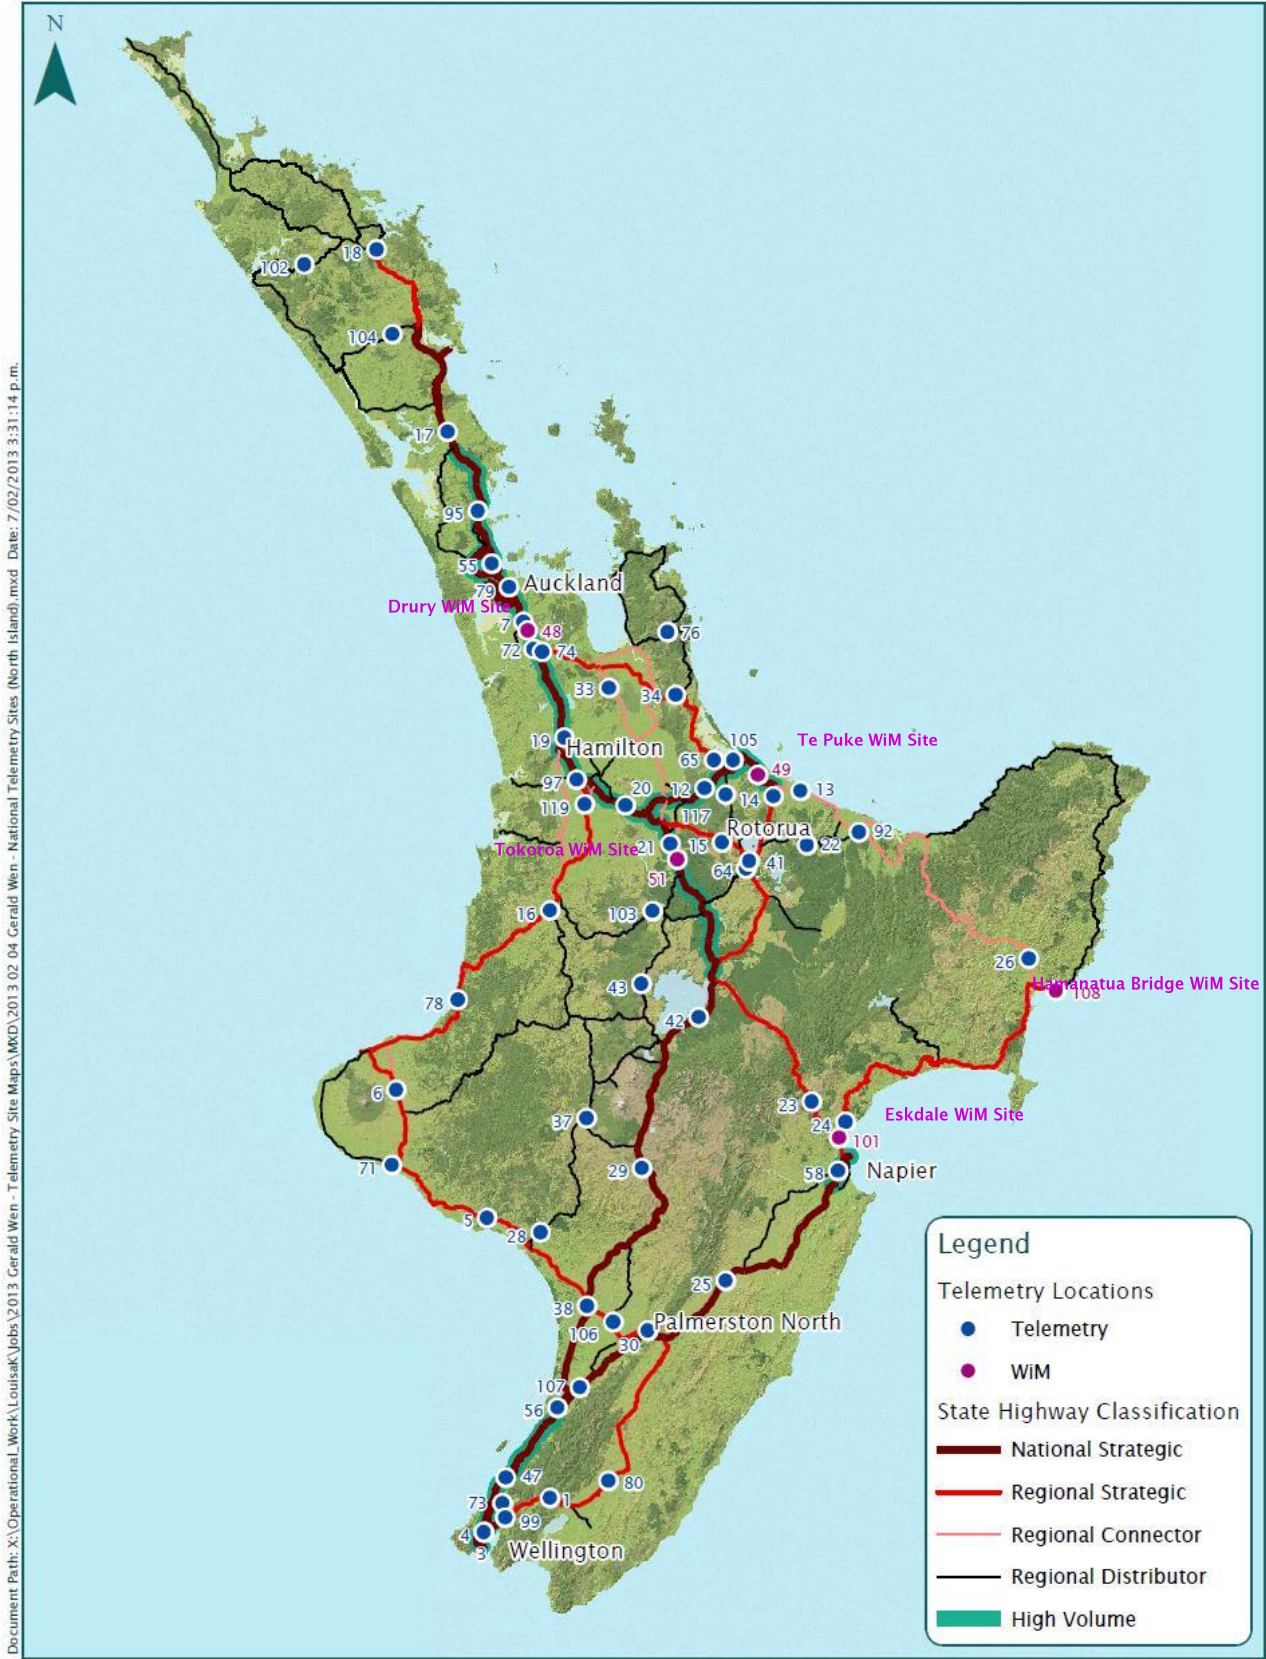 N
18
102
104
17
95
55
Auckland
79
Drury WiM Site
7
48
76
72
74
33
34
Te Puke WiM Site
19
Hamilton
65
105
49
97
20
12
13
119
14
117
Rotorua
92
Tokoroa WiM Site
21
15
22
41
64
51
16
103
26
43
Hamanatua Bridge WiM Site
108
78
42
6
23
Eskdale WiM Site
24
37
101
29
58
Napier
71
5
28
25
38
106
Palmerston North
30
107
56
47
80
73
1
99
4
3
Wellington
Legend
Telemetry Locations
Telemetry
WiM
State Highway Classification
National Strategic
Regional Strategic
Regional Connector
Regional Distributor
High Volume
Document Path: X:\Operational_Work\LouisaK\Jobs\2013 Gerald Wen - Telemetry Site Maps\MXD\2013 02 04 Gerald Wen - National Telemetry Sites (North Island).mxd Date: 7/02/2013 3:31:14 p.m.